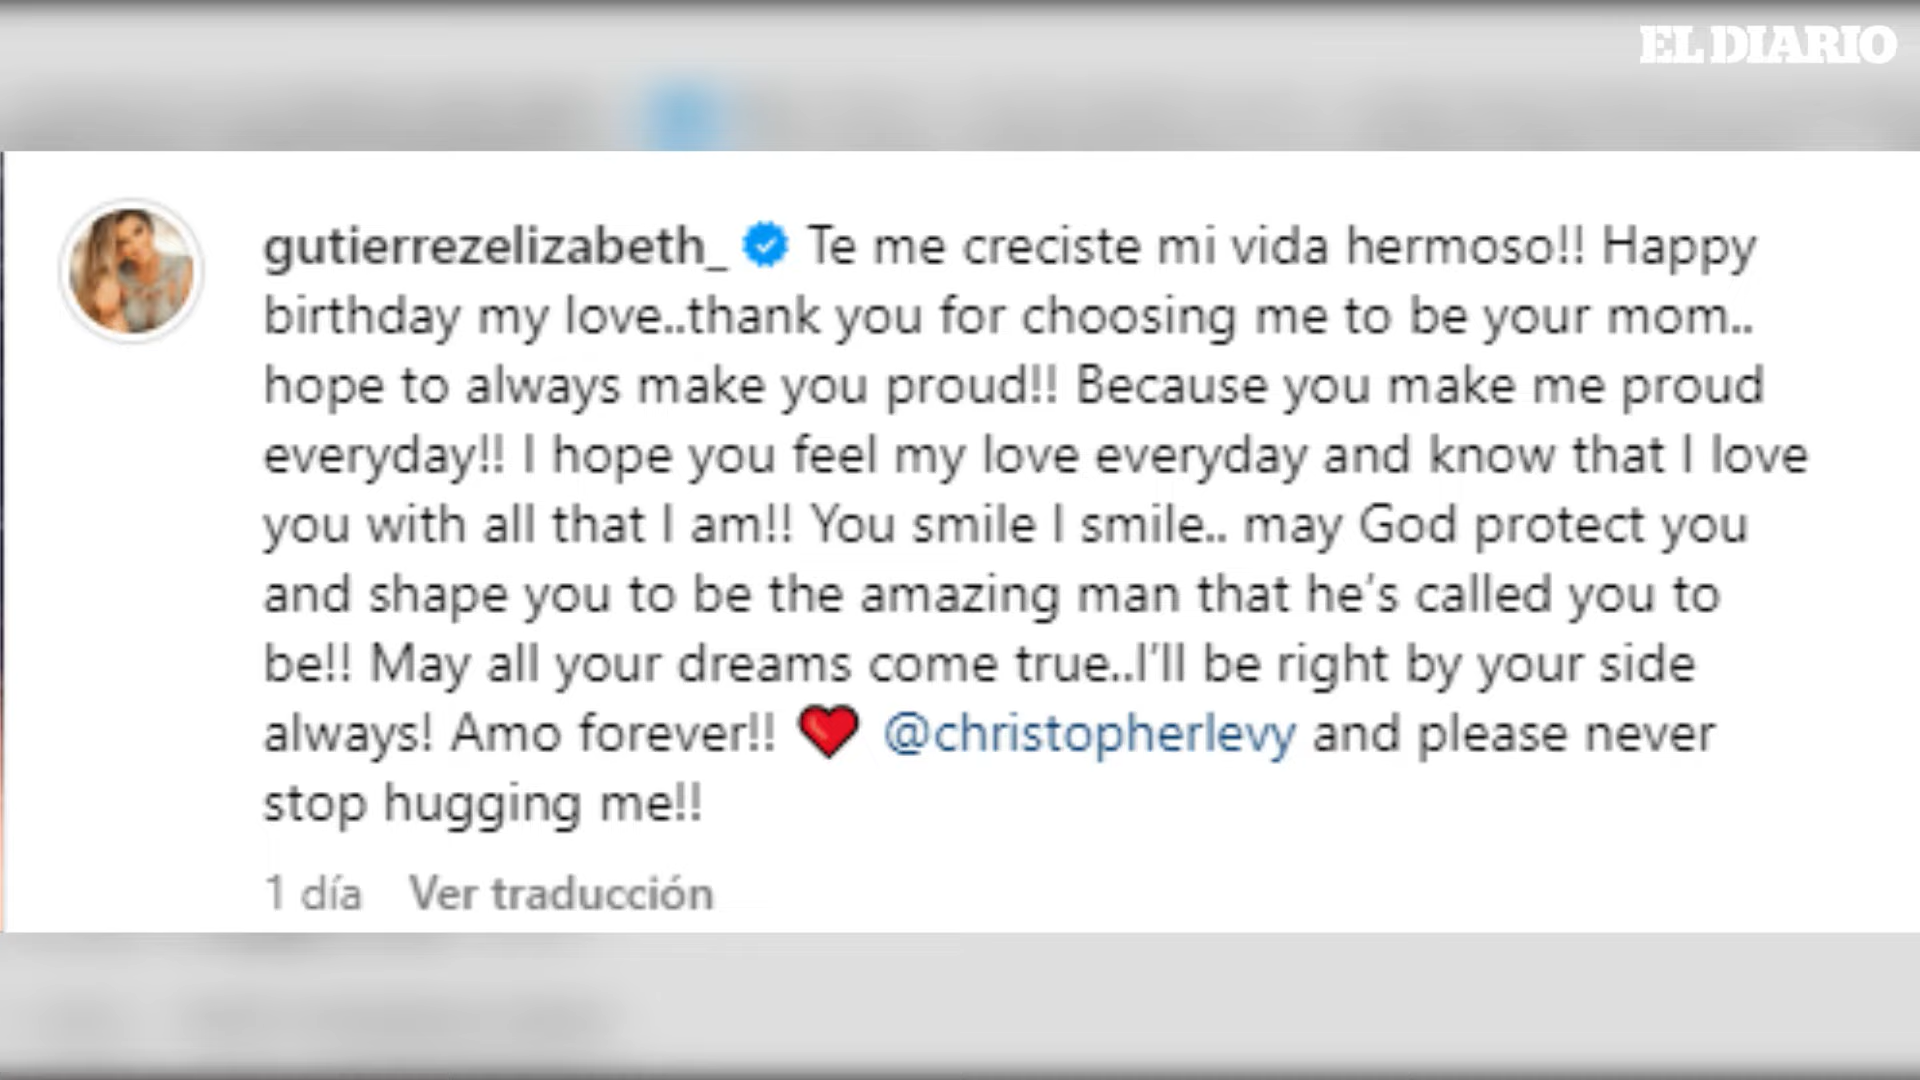 EL DIARIO
gutierrezelizabeth_ Te me creciste mi vida hermoso!! Happy
birthday my love..thank you for choosing me to be your mom..
hope to always make you proud!! Because you make me proud
everyday!! I hope you feel my love everyday and know that I love
you with all that I am!! You smile I smile.. may God protect you
and shape you to be the amazing man that he's called you to
be!! May all your dreams come true..I'll be right by your side
always! Amo forever!! ❤️ @christopherlevy and please never
stop hugging me!!
1 día Ver traducción